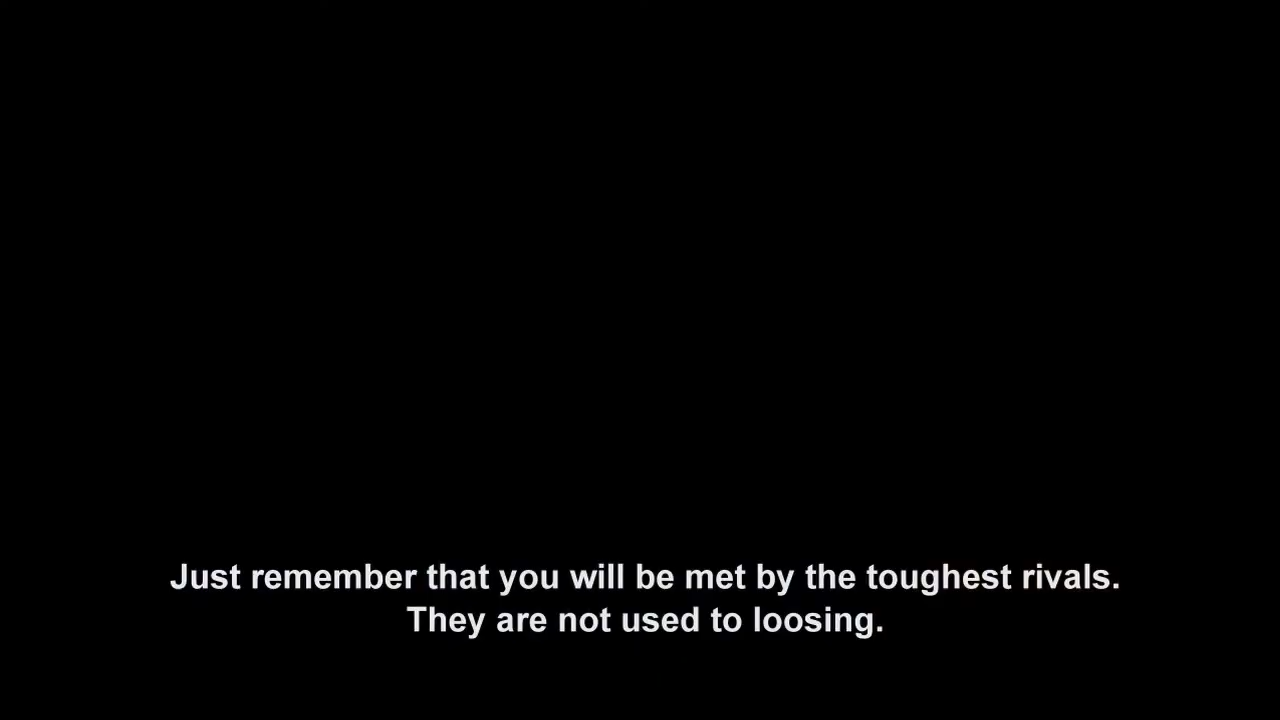 Just remember that you will be met by the toughest rivals.
They are not used to loosing.